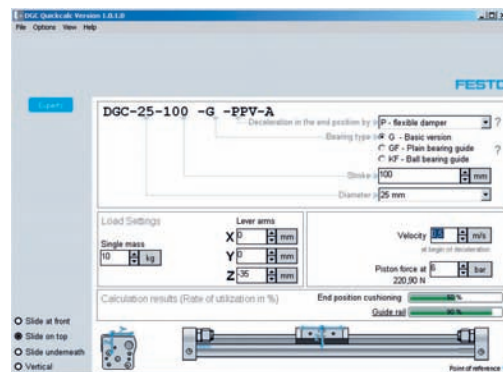 DGC Quickcalc Version 1.0.1.0
File Options View Help
FESTO
DGC-25-100 -G -PPV-A
Deceleration in the end position by
P - flexible damper
?
Bearing type
G - Basic version
GF - Plain bearing guide
KF - Ball bearing guide
?
Stroke
100
mm
Diameter
25 mm
Load Settings
Lever arms
Single mass
10
kg
X 0 mm
Y 0 mm
Z -35 mm
Velocity
m/s
at begin of deceleration
Piston force at
220,90 N
6
bar
Calculation results (Rate of utilization in %)
End position cushioning
Guide rail
Slide at front
Slide on top
Slide underneath
Vertical
Point of reference